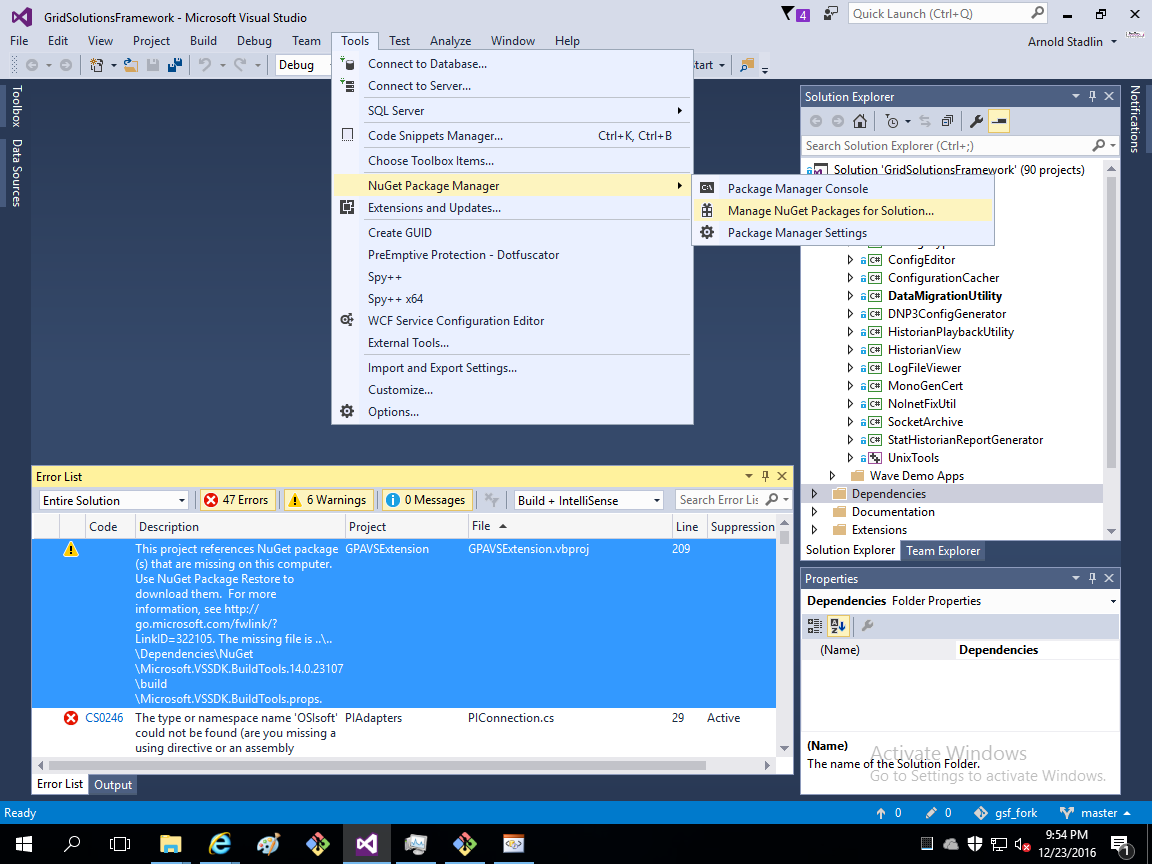 GridSolutionsFramework - Microsoft Visual Studio
4
Quick Launch (Ctrl+Q)
File Edit View Project Build Debug Team Tools Test Analyze Window Help
Arnold Stadlin
Debug
Start
Toolbox
Data Sources
Notifications
Connect to Database...
Connect to Server...
SQL Server
Code Snippets Manager... Ctrl+K, Ctrl+B
Choose Toolbox Items...
NuGet Package Manager
Extensions and Updates...
Create GUID
PreEmptive Protection - Dotfuscator
Spy++
Spy++ x64
WCF Service Configuration Editor
External Tools...
Import and Export Settings...
Customize...
Options...
Package Manager Console
Manage NuGet Packages for Solution...
Package Manager Settings
Solution Explorer
Search Solution Explorer (Ctrl+;)
Solution 'GridSolutionsFramework' (90 projects)
ConfigEditor
ConfigurationCacher
DataMigrationUtility
DNP3ConfigGenerator
HistorianPlaybackUtility
HistorianView
LogFileViewer
MonoGenCert
NoInetFixUtil
SocketArchive
StatHistorianReportGenerator
UnixTools
Wave Demo Apps
Dependencies
Documentation
Extensions
Solution Explorer Team Explorer
Properties
Dependencies Folder Properties
(Name) Dependencies
(Name)
The name of the Solution Folder.
Activate Windows
Go to Settings to activate Windows.
Error List
Entire Solution 47 Errors 6 Warnings 0 Messages Build + IntelliSense Search Error Lis
Code Description Project File Line Suppression
This project references NuGet package GPAVSExtension GPAVSExtension.vbproj 209
(s) that are missing on this computer.
Use NuGet Package Restore to
download them.  For more
information, see http://
go.microsoft.com/fwlink/?
LinkID=322105. The missing file is ..\..
\Dependencies\NuGet
\Microsoft.VSSDK.BuildTools.14.0.23107
\build
\Microsoft.VSSDK.BuildTools.props.
CS0246 The type or namespace name 'OSIsoft' PIAdapters PIConnection.cs 29 Active
could not be found (are you missing a
using directive or an assembly
Error List Output
Ready
0 0 gsf_fork master
9:54 PM
12/23/2016
1